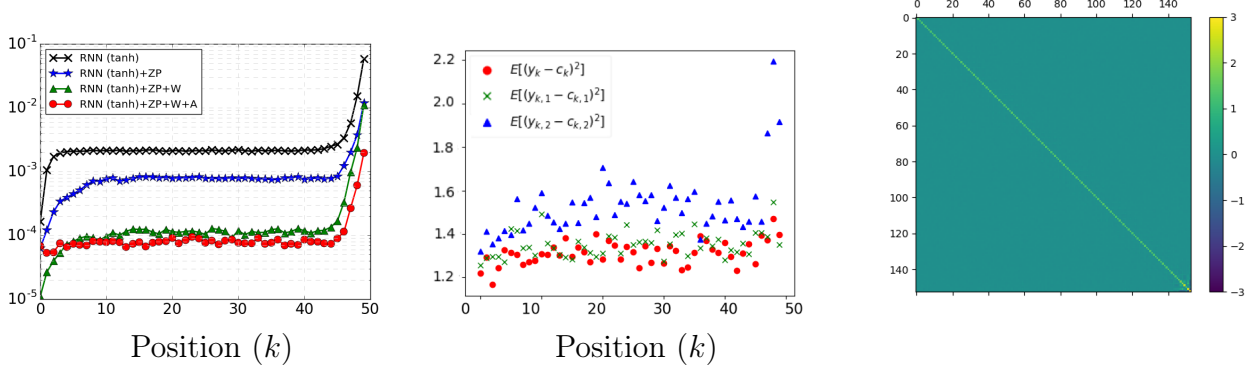 10^{-1}
10^{-2}
10^{-3}
10^{-4}
10^{-5}
RNN (tanh)
RNN (tanh)+ZP
RNN (tanh)+ZP+W
RNN (tanh)+ZP+W+A
0 10 20 30 40 50
Position (k)
2.2
2.0
1.8
1.6
1.4
1.2
E[(y_k − c_k)^2]
E[(y_{k,1} − c_{k,1})^2]
E[(y_{k,2} − c_{k,2})^2]
0 10 20 30 40 50
Position (k)
0 20 40 60 80 100 120 140
0
20
40
60
80
100
120
140
3
2
1
0
−1
−2
−3